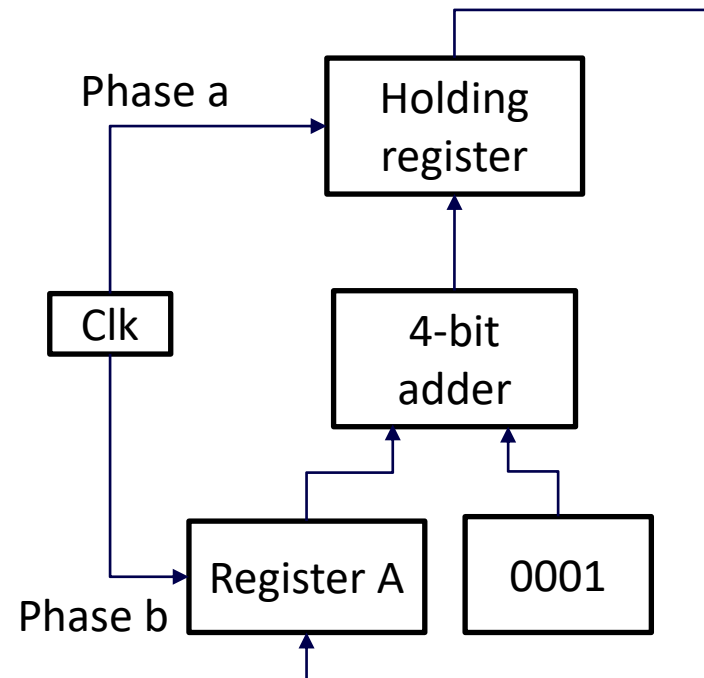 Phase a
Holding
register
Clk
4-bit
adder
Register A
0001
Phase b